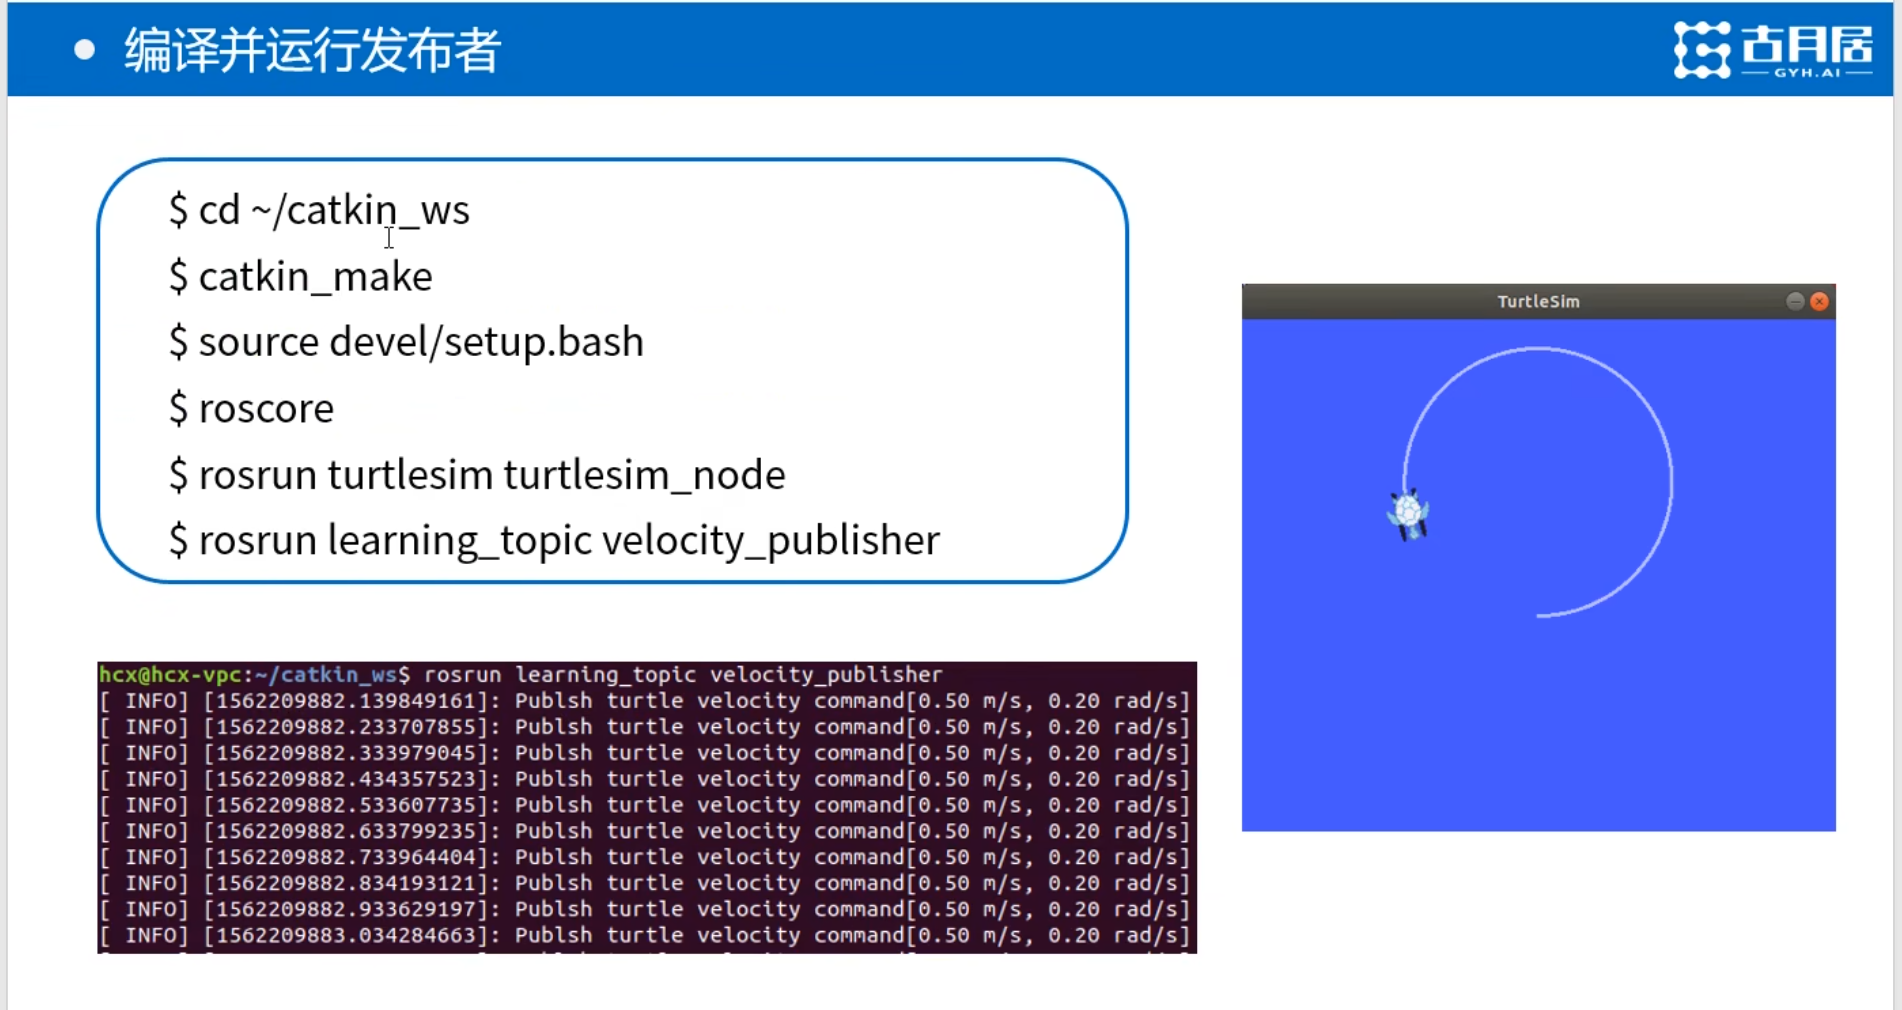 编译并运行发布者
古月居
GYH.AI
$ cd ~/catkin_ws
$ catkin_make
$ source devel/setup.bash
$ roscore
$ rosrun turtlesim turtlesim_node
$ rosrun learning_topic velocity_publisher
TurtleSim
hcx@hcx-vpc:~/catkin_ws$ rosrun learning_topic velocity_publisher
[ INFO] [1562209882.139849161]: Publsh turtle velocity command[0.50 m/s, 0.20 rad/s]
[ INFO] [1562209882.233707855]: Publsh turtle velocity command[0.50 m/s, 0.20 rad/s]
[ INFO] [1562209882.333979045]: Publsh turtle velocity command[0.50 m/s, 0.20 rad/s]
[ INFO] [1562209882.434357523]: Publsh turtle velocity command[0.50 m/s, 0.20 rad/s]
[ INFO] [1562209882.533607735]: Publsh turtle velocity command[0.50 m/s, 0.20 rad/s]
[ INFO] [1562209882.633799235]: Publsh turtle velocity command[0.50 m/s, 0.20 rad/s]
[ INFO] [1562209882.733964404]: Publsh turtle velocity command[0.50 m/s, 0.20 rad/s]
[ INFO] [1562209882.834193121]: Publsh turtle velocity command[0.50 m/s, 0.20 rad/s]
[ INFO] [1562209882.933629197]: Publsh turtle velocity command[0.50 m/s, 0.20 rad/s]
[ INFO] [1562209883.034284663]: Publsh turtle velocity command[0.50 m/s, 0.20 rad/s]